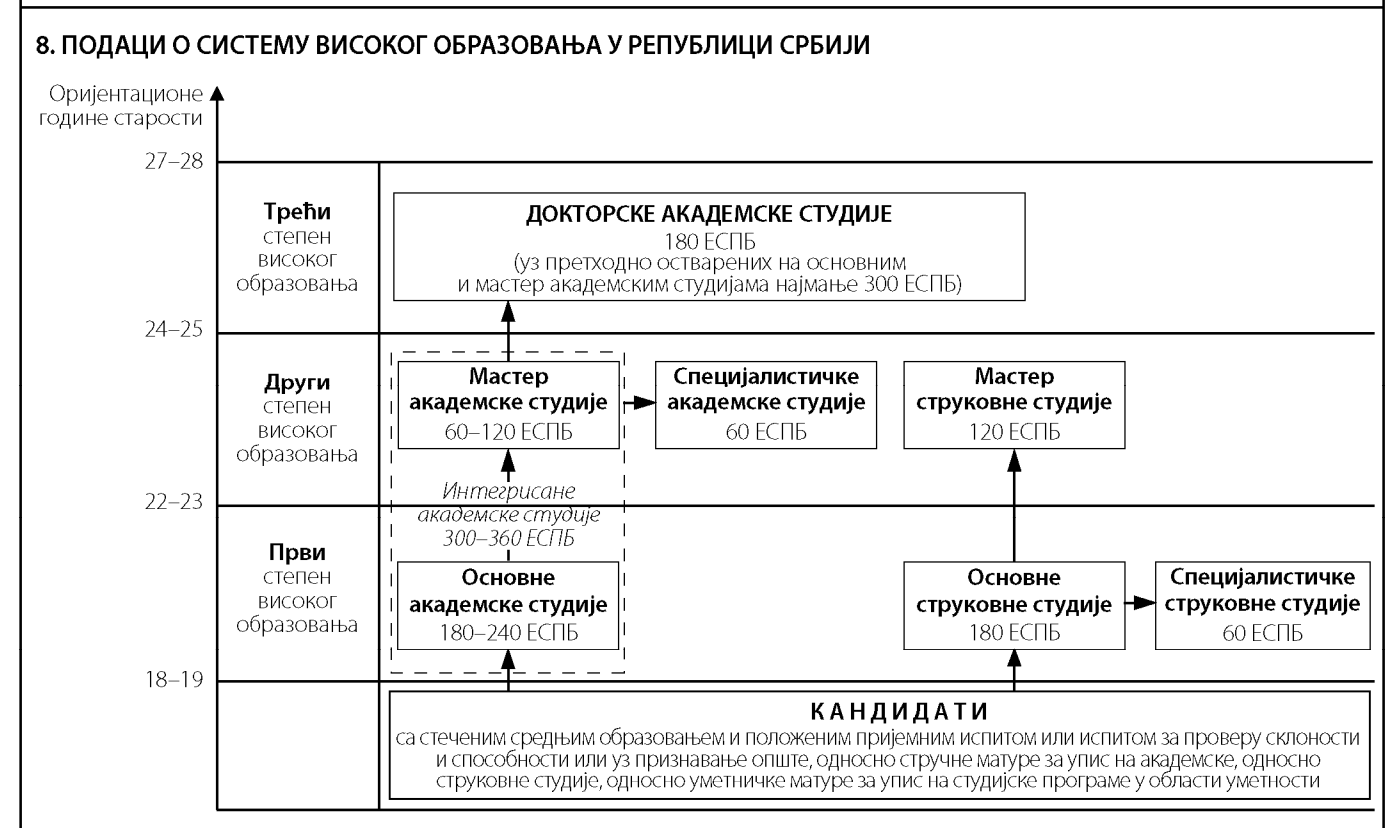 8. ПОДАЦИ О СИСТЕМУ ВИСОКОГ ОБРАЗОВАЊА У РЕПУБЛИЦИ СРБИЈИ
Оријентационе
године старости
27–28
Трећи
степен
високог
образовања
ДОКТОРСКЕ АКАДЕМСКЕ СТУДИЈЕ
180 ЕСПБ
(уз претходно остварених на основним
и мастер академским студијама најмање 300 ЕСПБ)
24–25
Други
степен
високог
образовања
Мастер
академске студије
60–120 ЕСПБ
Специјалистичке
академске студије
60 ЕСПБ
Мастер
струковне студије
120 ЕСПБ
22–23
Интегрисане
академске студије
300–360 ЕСПБ
Први
степен
високог
образовања
Основне
академске студије
180–240 ЕСПБ
Основне
струковне студије
180 ЕСПБ
Специјалистичке
струковне студије
60 ЕСПБ
18–19
КАНДИДАТИ
са стеченим средњим образовањем и положеним пријемним испитом или испитом за проверу склоности
и способности или уз признавање опште, односно стручне матуре за упис на академске, односно
струковне студије, односно уметничке матуре за упис на студијске програме у области уметности